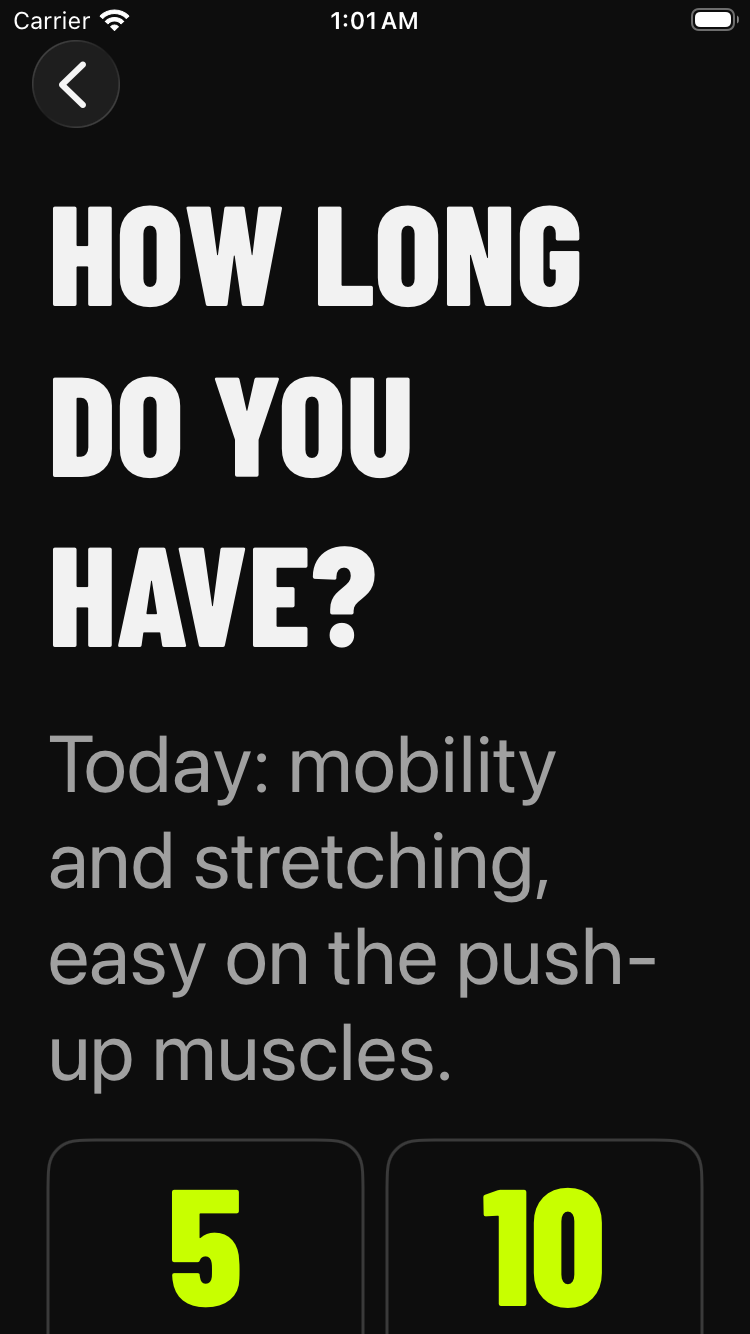 Carrier 1:01 AM
HOW LONG
DO YOU
HAVE?
Today: mobility
and stretching,
easy on the push-
up muscles.
5 10